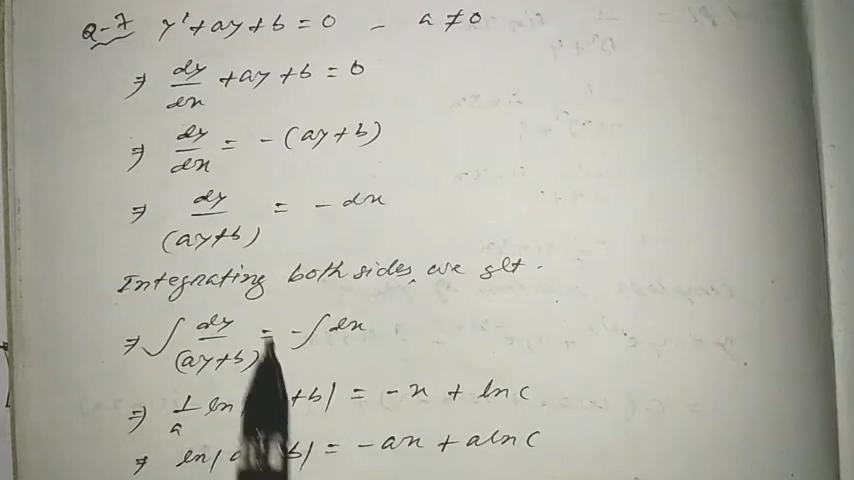 Q-7 y' + ay + b = 0 - a ≠ 0
⇒ dy/dx + ay + b = 0
⇒ dy/dx = - (ay + b)
⇒ dy/(ay+b) = - dx
Integrating both sides, we get.
⇒ ∫ dy/(ay+b) = - ∫ dx
⇒ 1/a ln +b| = -x + ln c
⇒ ln| a b| = -ax + a ln c